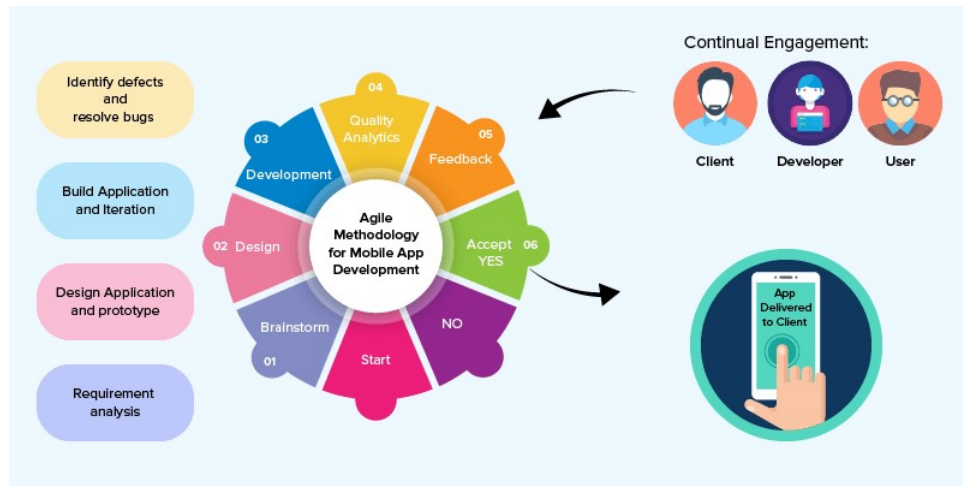 Identify defects
and
resolve bugs
Build Application
and Iteration
Design Application
and prototype
Requirement
analysis
04
Quality
Analytics
03
Development
05
Feedback
02 Design
Agile
Methodology
for Mobile App
Development
Accept
YES
06
Brainstorm
01
Start
NO
Continual Engagement:
Client
Developer
User
App
Delivered
to Client